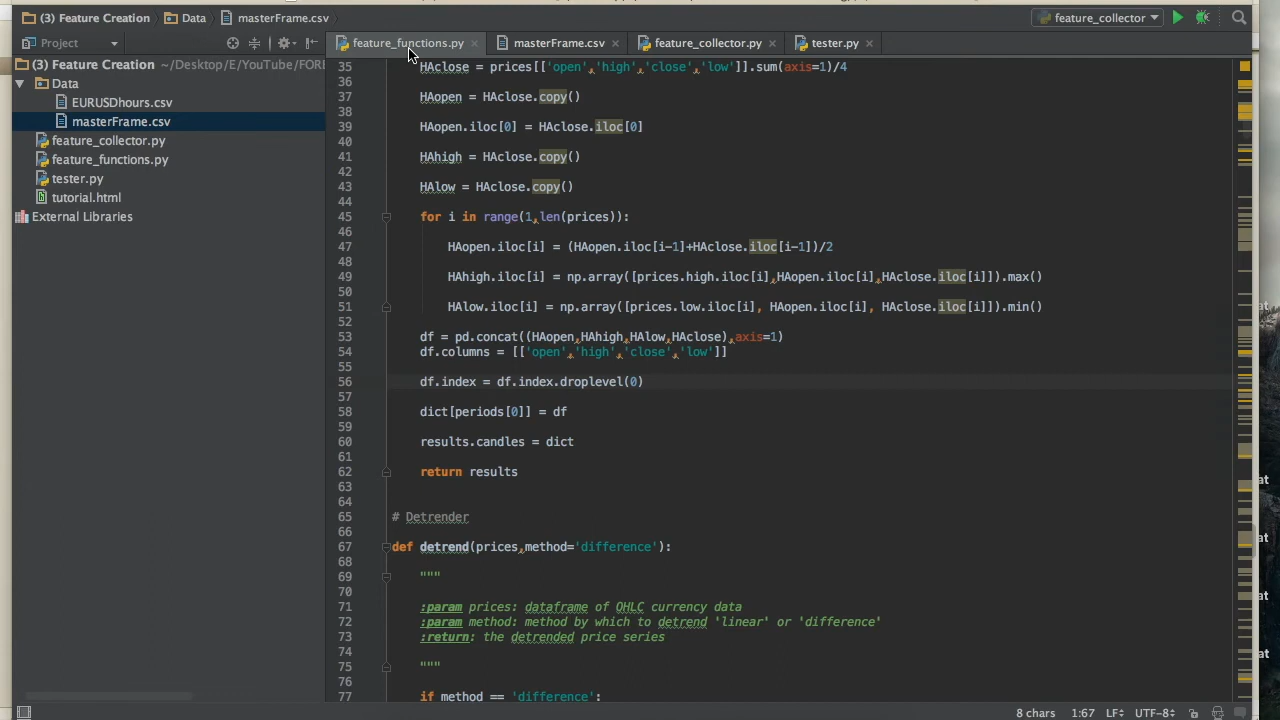 (3) Feature Creation
Data
masterFrame.csv
feature_collector
Project
feature_functions.py
masterFrame.csv
feature_collector.py
tester.py
(3) Feature Creation ~/Desktop/E/YouTube/FOR
Data
EURUSDhours.csv
masterFrame.csv
feature_collector.py
feature_functions.py
tester.py
tutorial.html
External Libraries
35 HAclose = prices[['open','high','close','low']].sum(axis=1)/4
36
37 HAopen = HAclose.copy()
38
39 HAopen.iloc[0] = HAclose.iloc[0]
40
41 HAhigh = HAclose.copy()
42
43 HAlow = HAclose.copy()
44
45 for i in range(1,len(prices)):
46
47 HAopen.iloc[i] = (HAopen.iloc[i-1]+HAclose.iloc[i-1])/2
48
49 HAhigh.iloc[i] = np.array([prices.high.iloc[i],HAopen.iloc[i],HAclose.iloc[i]]).max()
50
51 HAlow.iloc[i] = np.array([prices.low.iloc[i], HAopen.iloc[i], HAclose.iloc[i]]).min()
52
53 df = pd.concat((HAopen,HAhigh,HAlow,HAclose),axis=1)
54 df.columns = [['open','high','close','low']]
55
56 df.index = df.index.droplevel(0)
57
58 dict[periods[0]] = df
59
60 results.candles = dict
61
62 return results
63
64
65 # Detrender
66
67 def detrend(prices,method='difference'):
68
69 """
70
71 :param prices: dataframe of OHLC currency data
72 :param method: method by which to detrend 'linear' or 'difference'
73 :return: the detrended price series
74
75 """
76
77 if method == 'difference':
8 chars 1:67 LF UTF-8
at
at
at
at
at